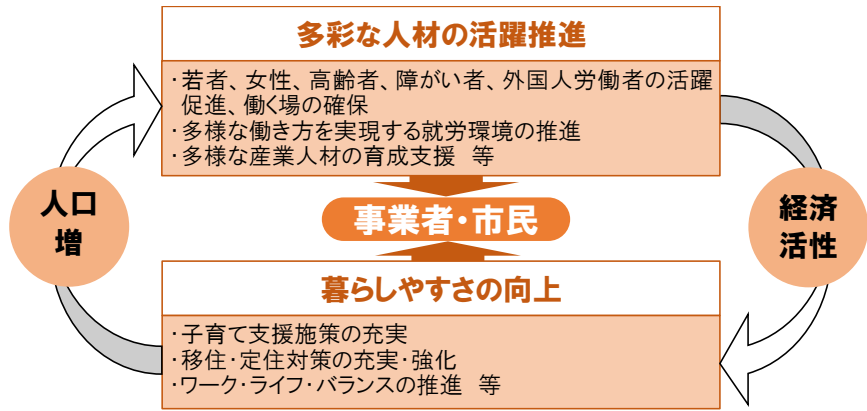 多彩な人材の活躍推進
・若者、女性、高齢者、障がい者、外国人労働者の活躍
促進、働く場の確保
・多様な働き方を実現する就労環境の推進
・多様な産業人材の育成支援　等
人口
増
事業者・市民
経済
活性
暮らしやすさの向上
・子育て支援施策の充実
・移住・定住対策の充実・強化
・ワーク・ライフ・バランスの推進　等